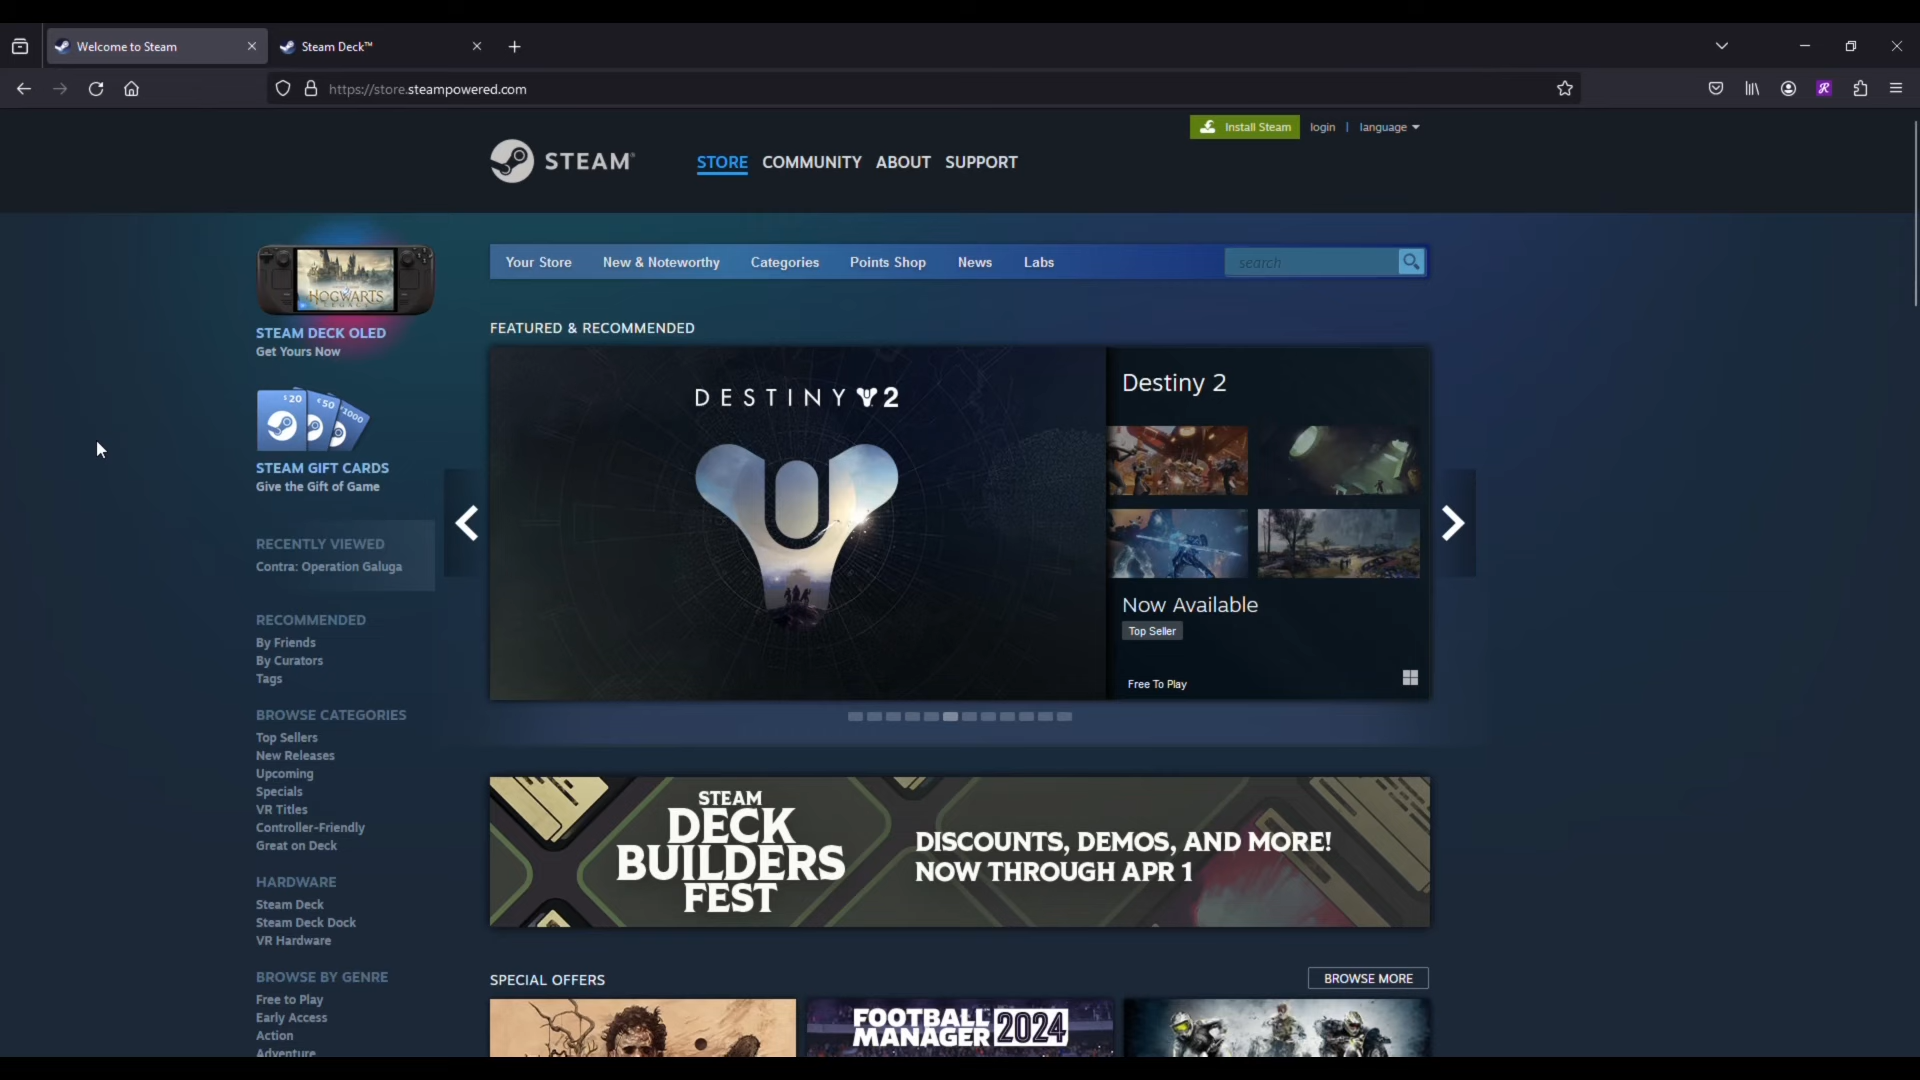 Welcome to Steam
Steam Deck™
https://store.steampowered.com
Install Steam
login | language
STEAM®
STORE COMMUNITY ABOUT SUPPORT
HOGWARTS
LEGACY
STEAM DECK OLED
Get Yours Now
$20 €50 ¥1000
STEAM GIFT CARDS
Give the Gift of Game
RECENTLY VIEWED
Contra: Operation Galuga
RECOMMENDED
By Friends
By Curators
Tags
BROWSE CATEGORIES
Top Sellers
New Releases
Upcoming
Specials
VR Titles
Controller-Friendly
Great on Deck
HARDWARE
Steam Deck
Steam Deck Dock
VR Hardware
BROWSE BY GENRE
Free to Play
Early Access
Action
Adventure
Your Store New & Noteworthy Categories Points Shop News Labs search
FEATURED & RECOMMENDED
DESTINY 2
Destiny 2
Now Available
Top Seller
Free To Play
STEAM
DECK
BUILDERS
FEST
DISCOUNTS, DEMOS, AND MORE!
NOW THROUGH APR 1
SPECIAL OFFERS
BROWSE MORE
FOOTBALL
MANAGER 2024